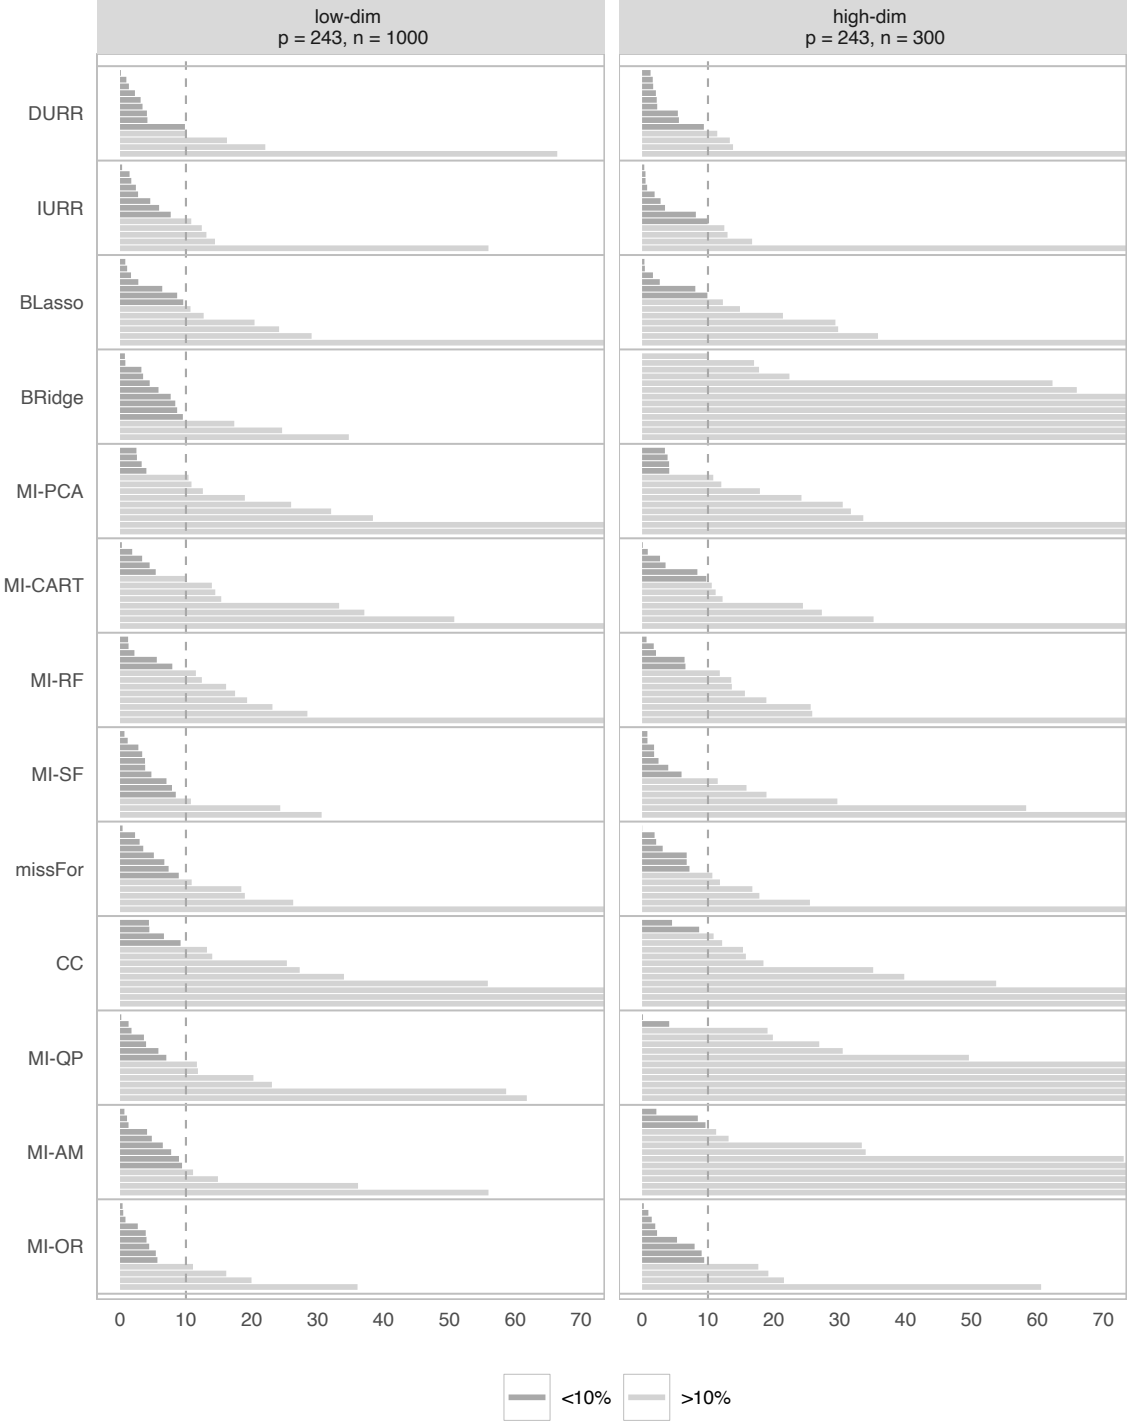 low-dim
p = 243, n = 1000
high-dim
p = 243, n = 300
DURR
IURR
BLasso
BRidge
MI-PCA
MI-CART
MI-RF
MI-SF
missFor
CC
MI-QP
MI-AM
MI-OR
0 10 20 30 40 50 60 70
0 10 20 30 40 50 60 70
<10% >10%